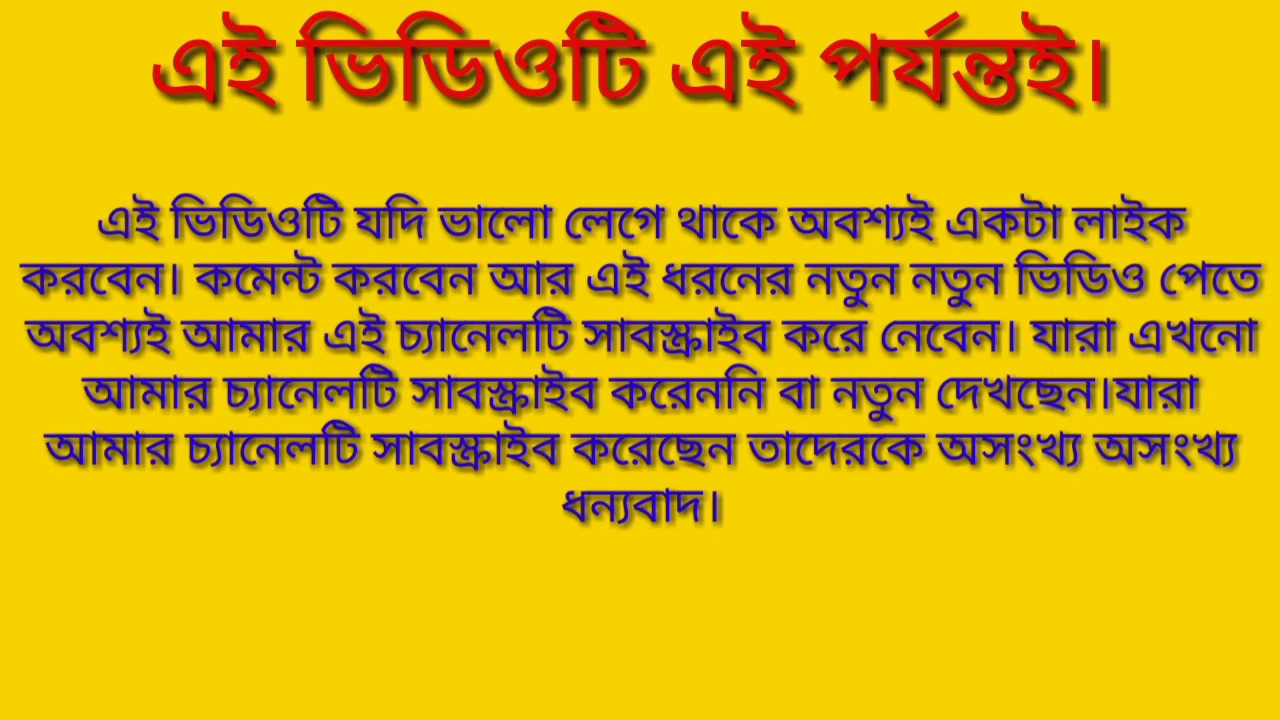 এই ভিডিওটি এই পর্যন্তই।
এই ভিডিওটি যদি ভালো লেগে থাকে অবশ্যই একটা লাইক
করবেন। কমেন্ট করবেন আর এই ধরনের নতুন নতুন ভিডিও পেতে
অবশ্যই আমার এই চ্যানেলটি সাবস্ক্রাইব করে নেবেন। যারা এখনো
আমার চ্যানেলটি সাবস্ক্রাইব করেননি বা নতুন দেখছেন।যারা
আমার চ্যানেলটি সাবস্ক্রাইব করেছেন তাদেরকে অসংখ্য অসংখ্য
ধন্যবাদ।